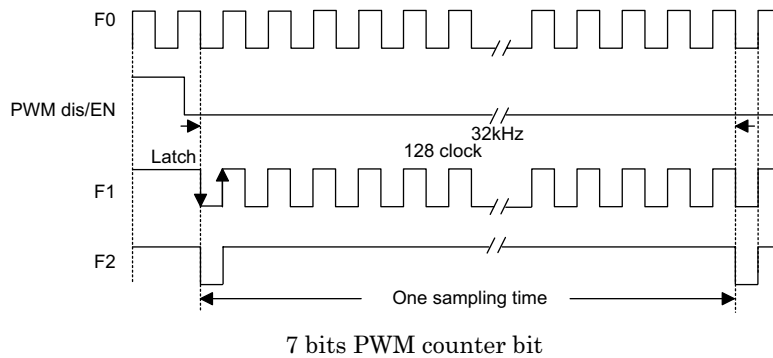 F0
PWM dis/EN
32kHz
Latch
128 clock
F1
F2
One sampling time
7 bits PWM counter bit